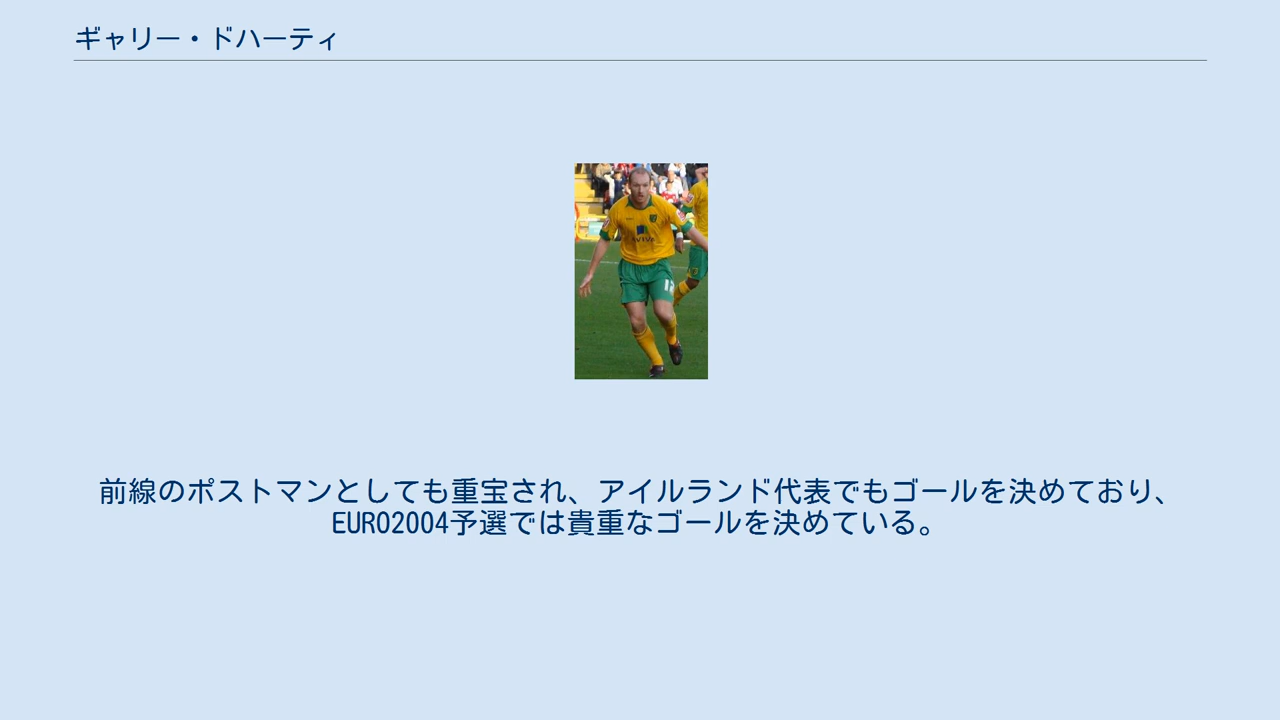 ギャリー・ドハーティ
AVIVA
前線のポストマンとしても重宝され、アイルランド代表でもゴールを決めており、
EURO2004予選では貴重なゴールを決めている。